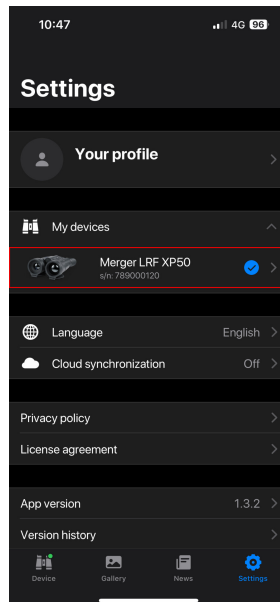 10:47
4G 96
Settings
Your profile
My devices
Merger LRF XP50
s/n: 789000120
Language
English
Cloud synchronization
Off
Privacy policy
License agreement
App version
1.3.2
Version history
Device
Gallery
News
Settings